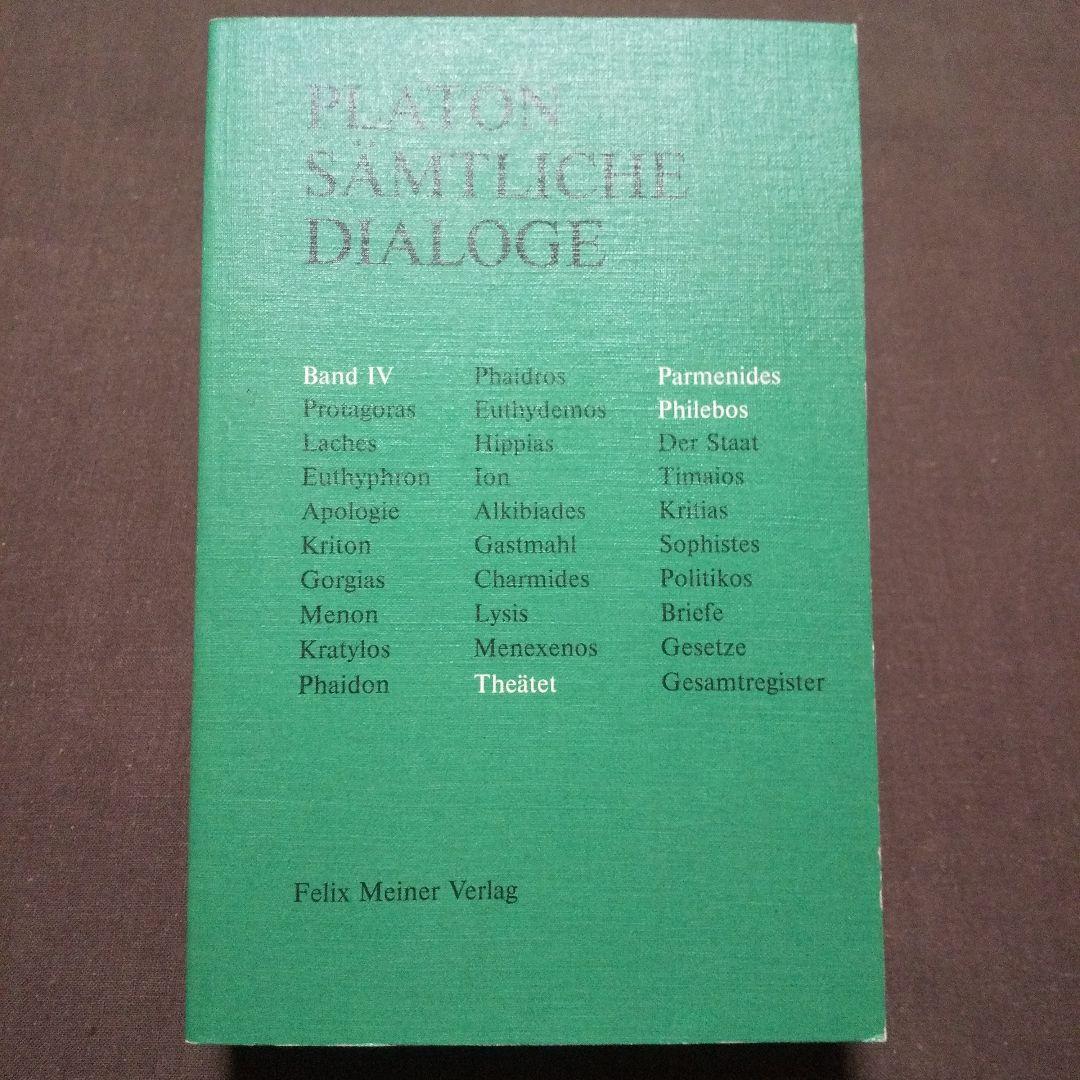 PLATON
SÄMTLICHE
DIALOGE
Band IV
Protagoras
Laches
Euthyphron
Apologie
Kriton
Gorgias
Menon
Kratylos
Phaidon
Phaidros
Euthydemos
Hippias
Ion
Alkibiades
Gastmahl
Charmides
Lysis
Menexenos
Theätet
Parmenides
Philebos
Der Staat
Timaios
Kritias
Sophistes
Politikos
Briefe
Gesetze
Gesamtregister
Felix Meiner Verlag